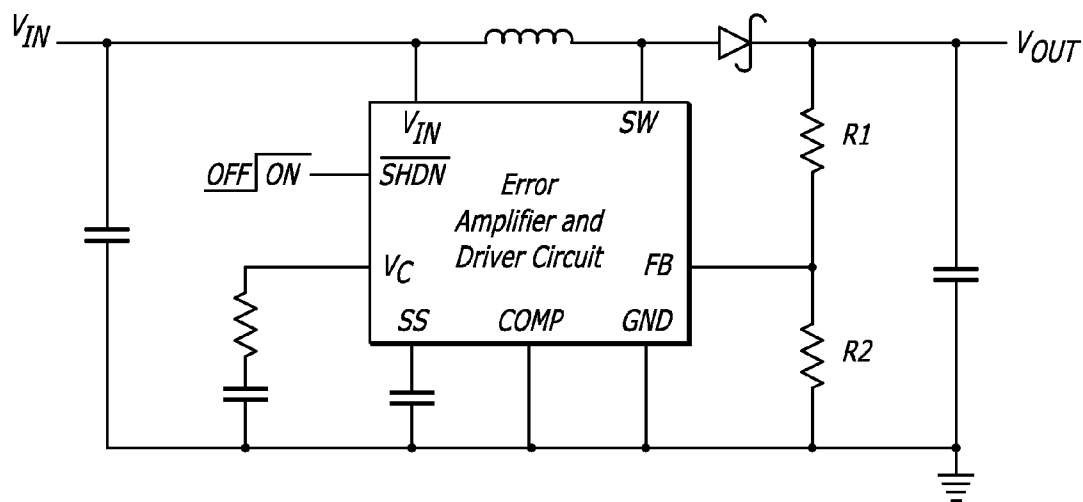 VIN
VOUT
VIN
SW
R1
OFF ON
SHDN
Error
Amplifier and
Driver Circuit
VC
FB
SS
COMP
GND
R2